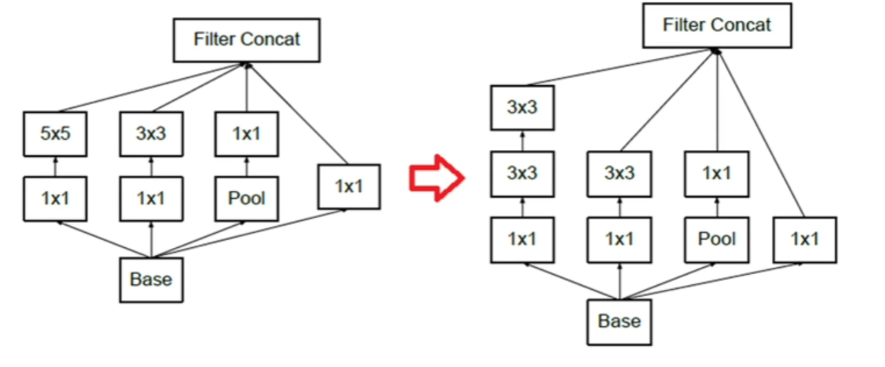 Filter Concat
5x5
3x3
1x1
1x1
1x1
Pool
1x1
Base
Filter Concat
3x3
3x3
3x3
1x1
1x1
1x1
Pool
1x1
Base